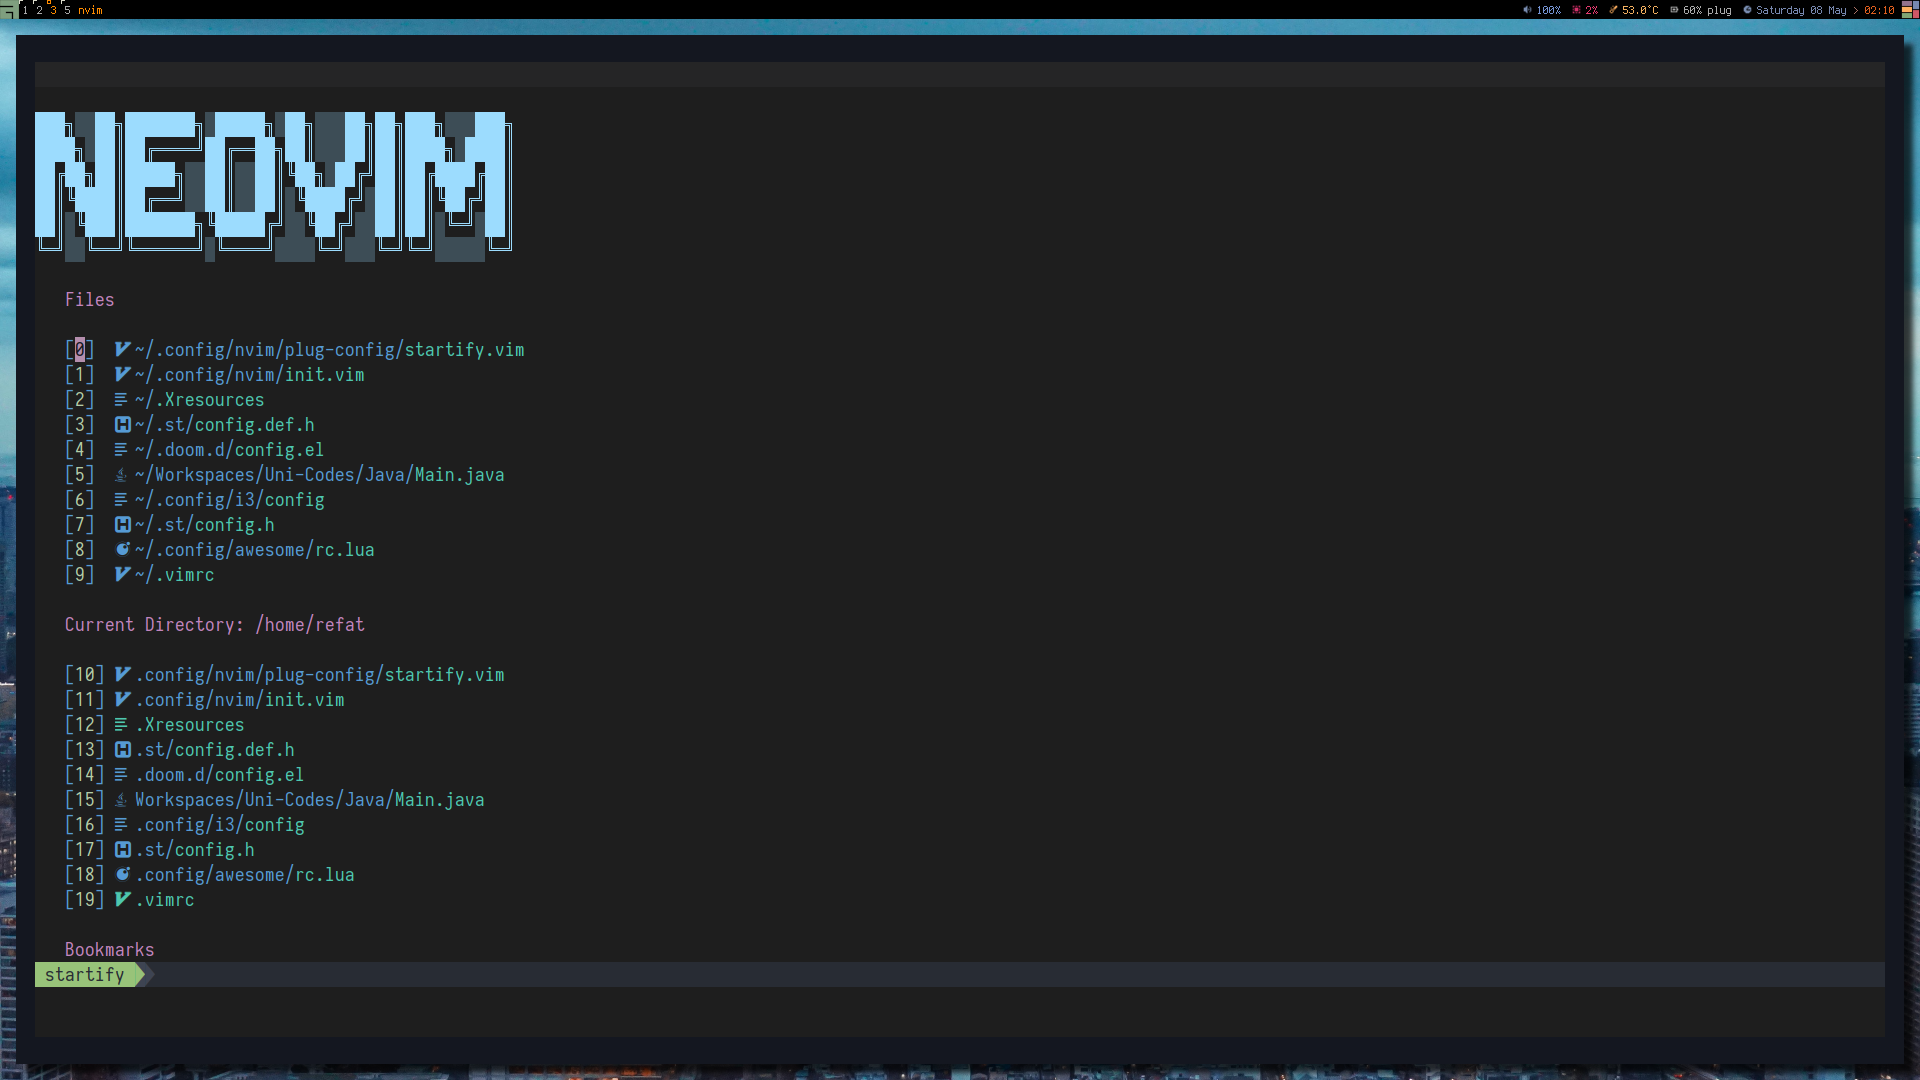 1 2 3 5 nvim 100% 2% 53.0°C 60% plug Saturday 08 May > 02:10
NEOVIM
Files
[0] ~/.config/nvim/plug-config/startify.vim
[1] ~/.config/nvim/init.vim
[2] ~/.Xresources
[3] ~/.st/config.def.h
[4] ~/.doom.d/config.el
[5] ~/Workspaces/Uni-Codes/Java/Main.java
[6] ~/.config/i3/config
[7] ~/.st/config.h
[8] ~/.config/awesome/rc.lua
[9] ~/.vimrc
Current Directory: /home/refat
[10] .config/nvim/plug-config/startify.vim
[11] .config/nvim/init.vim
[12] .Xresources
[13] .st/config.def.h
[14] .doom.d/config.el
[15] Workspaces/Uni-Codes/Java/Main.java
[16] .config/i3/config
[17] .st/config.h
[18] .config/awesome/rc.lua
[19] .vimrc
Bookmarks
startify